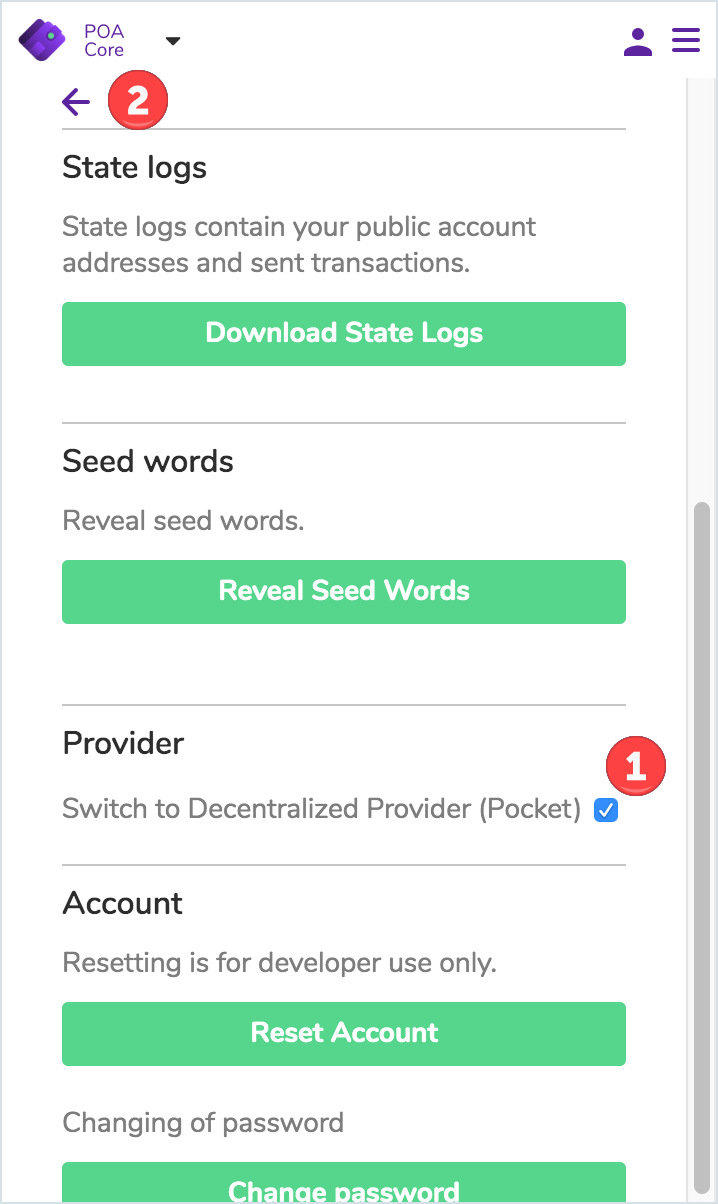 POA
Core
2
State logs
State logs contain your public account
addresses and sent transactions.
Download State Logs
Seed words
Reveal seed words.
Reveal Seed Words
Provider
1
Switch to Decentralized Provider (Pocket)
Account
Resetting is for developer use only.
Reset Account
Changing of password
Change password